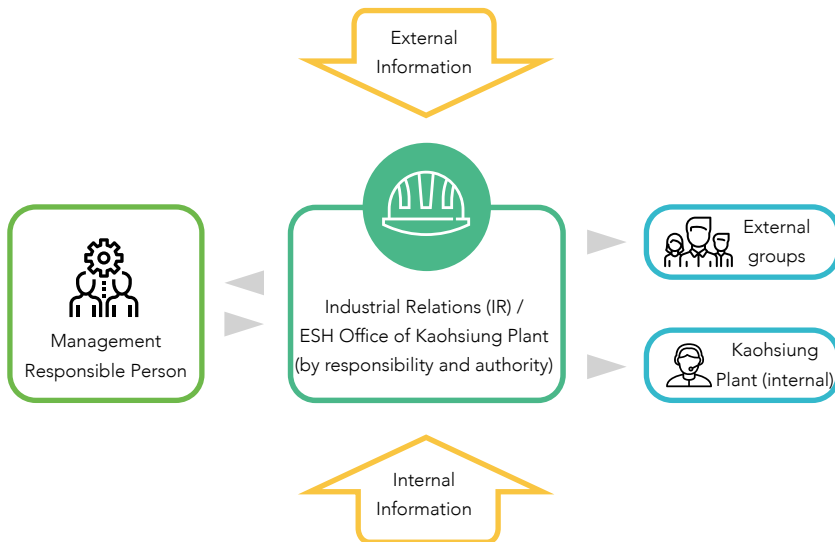 External
Information
Management
Responsible Person
Industrial Relations (IR) /
ESH Office of Kaohsiung Plant
(by responsibility and authority)
External
groups
Kaohsiung
Plant (internal)
Internal
Information